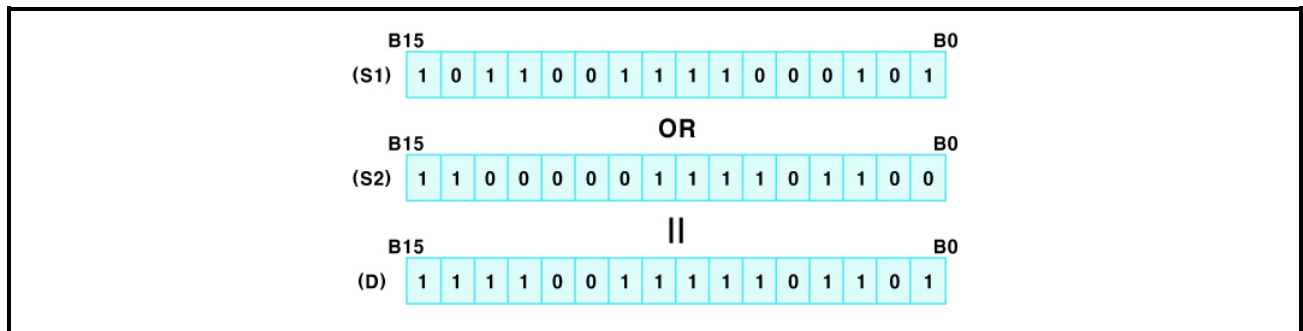 B15 B0
(S1) 1 0 1 1 0 0 1 1 1 1 0 0 0 1 0 1
OR
B15 B0
(S2) 1 1 0 0 0 0 0 1 1 1 1 0 1 1 0 0
B15 B0
(D) 1 1 1 1 0 0 1 1 1 1 1 0 1 1 0 1